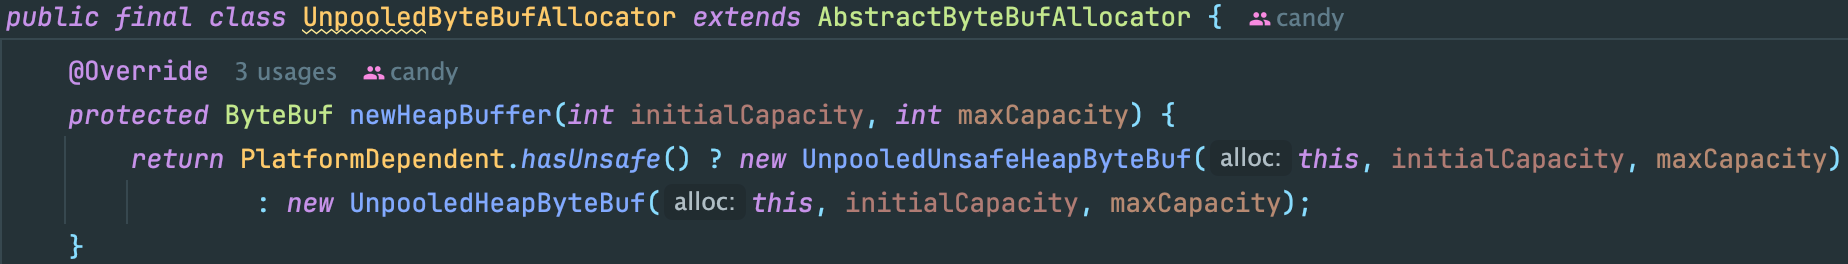 public final class UnpooledByteBufAllocator extends AbstractByteBufAllocator { candy
@Override 3 usages candy
protected ByteBuf newHeapBuffer(int initialCapacity, int maxCapacity) {
return PlatformDependent.hasUnsafe() ? new UnpooledUnsafeHeapByteBuf( alloc: this, initialCapacity, maxCapacity)
: new UnpooledHeapByteBuf( alloc: this, initialCapacity, maxCapacity);
}